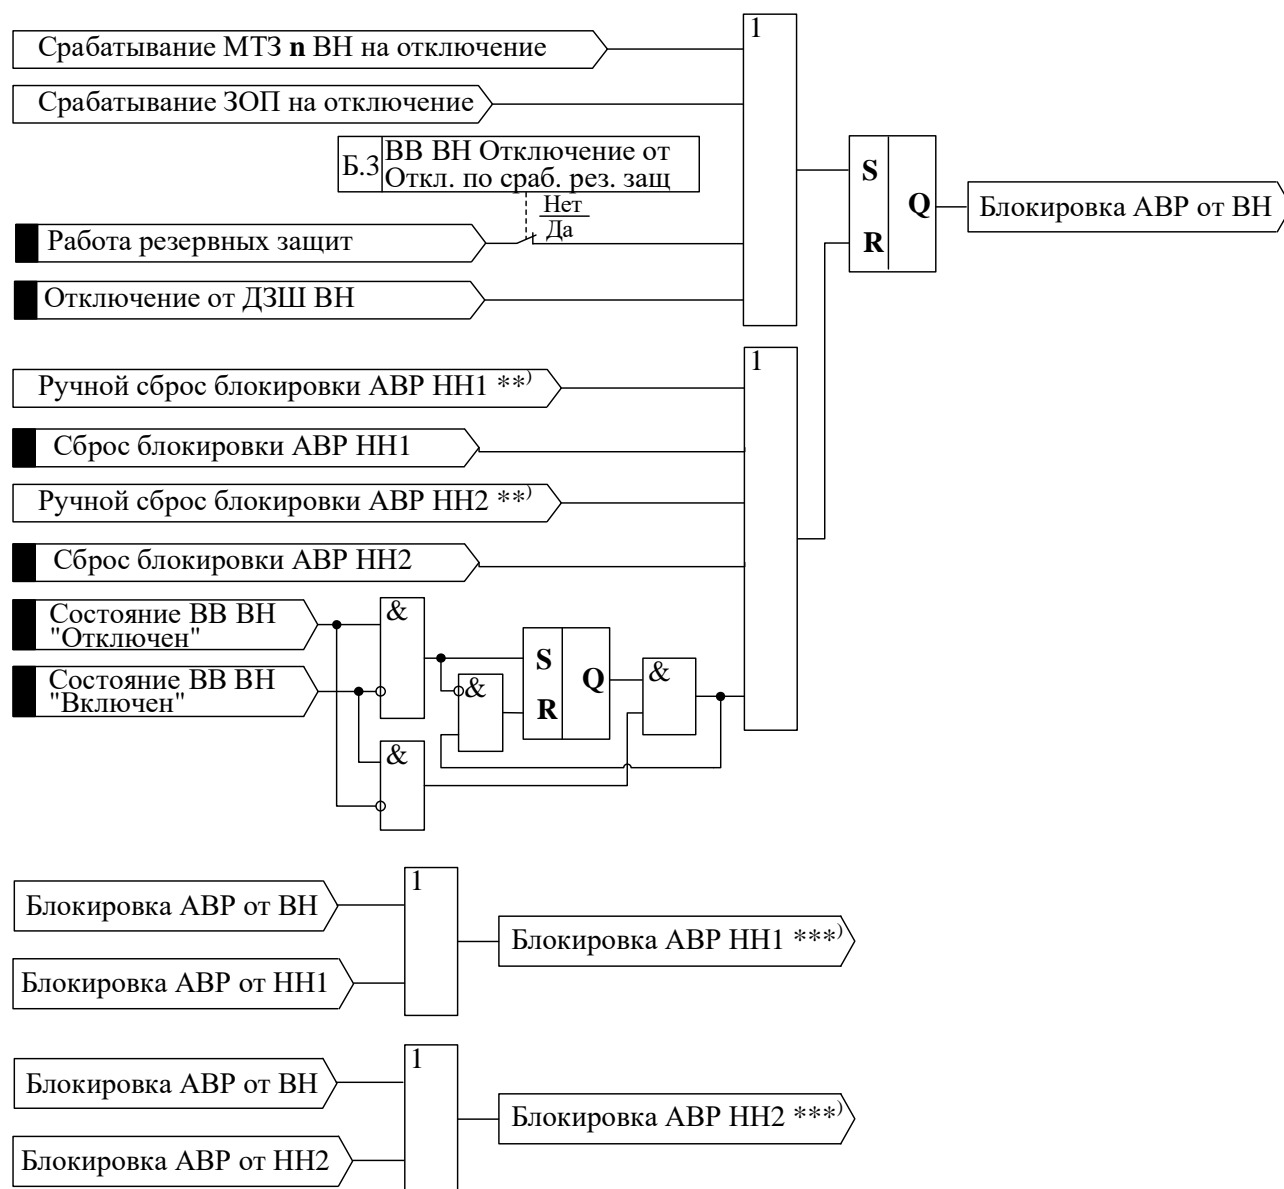 1
Срабатывание МТЗ n ВН на отключение
Срабатывание ЗОП на отключение
Б.3
ВВ ВН Отключение от
Откл. по сраб. рез. защ
Нет
Да
Работа резервных защит
Отключение от ДЗШ ВН
S
R
Q
Блокировка АВР от ВН
1
Ручной сброс блокировки АВР НН1 **)
Сброс блокировки АВР НН1
Ручной сброс блокировки АВР НН2 **)
Сброс блокировки АВР НН2
Состояние ВВ ВН
"Отключен"
Состояние ВВ ВН
"Включен"
&
&
&
S
R
Q
&
1
Блокировка АВР от ВН
Блокировка АВР от НН1
Блокировка АВР НН1 ***)
1
Блокировка АВР от ВН
Блокировка АВР от НН2
Блокировка АВР НН2 ***)